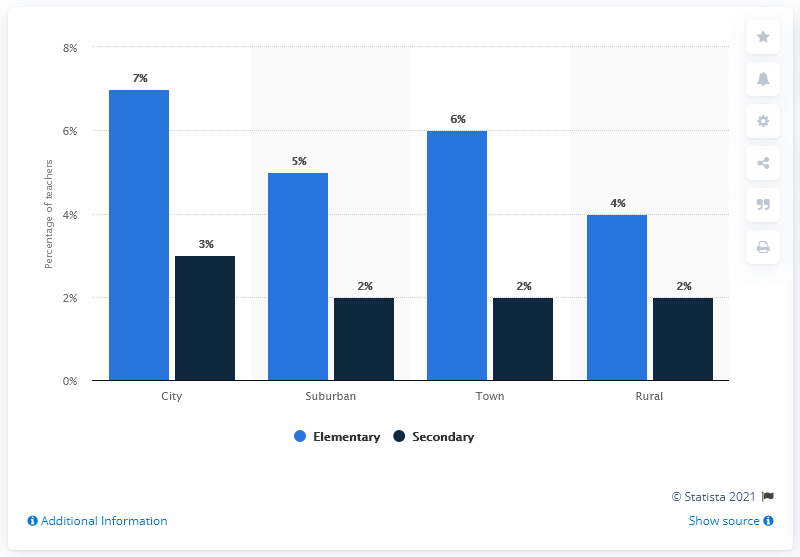 8%
7%
6%
6%
5%
Percentage of teachers
4%
4%
3%
2%
2%
2%
2%
0%
City
Suburban
Town
Rural
Elementary
Secondary
© Statista 2021
Additional Information
Show source